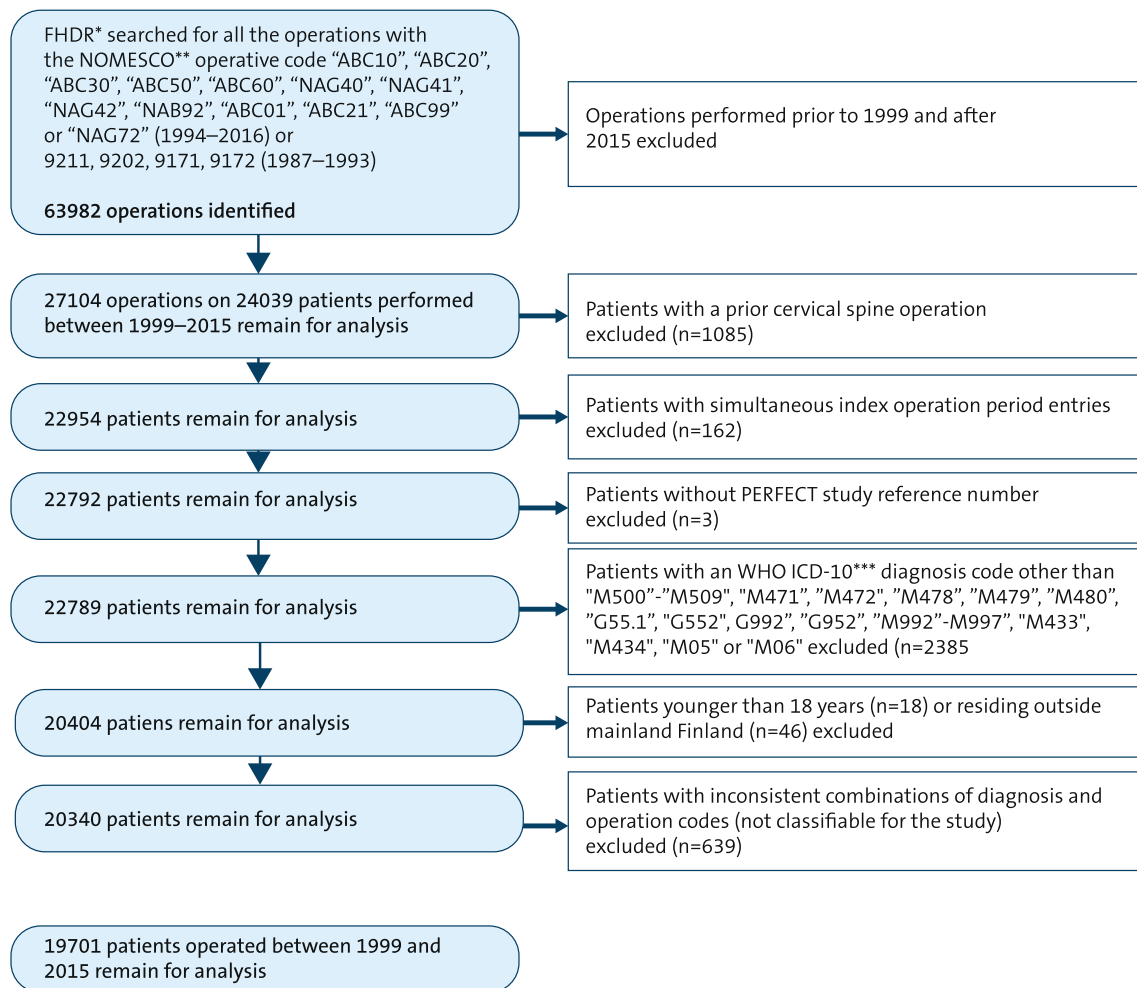 FHDR* searched for all the operations with
the NOMESCO** operative code “ABC10”, “ABC20”,
“ABC30”, “ABC50”, “ABC60”, “NAG40”, “NAG41”,
“NAG42”, “NAB92”, “ABC01”, “ABC21”, “ABC99”
or “NAG72” (1994–2016) or
9211, 9202, 9171, 9172 (1987–1993)
63982 operations identified
Operations performed prior to 1999 and after
2015 excluded
27104 operations on 24039 patients performed
between 1999–2015 remain for analysis
Patients with a prior cervical spine operation
excluded (n=1085)
22954 patients remain for analysis
Patients with simultaneous index operation period entries
excluded (n=162)
22792 patients remain for analysis
Patients without PERFECT study reference number
excluded (n=3)
22789 patients remain for analysis
Patients with an WHO ICD-10*** diagnosis code other than
"M500”-”M509", "M471”, ”M472", ”M478”, ”M479”, ”M480”,
”G55.1”, "G552", G992”, ”G952”, ”M992”-M997”, "M433",
"M434", "M05" or "M06" excluded (n=2385
20404 patiens remain for analysis
Patients younger than 18 years (n=18) or residing outside
mainland Finland (n=46) excluded
20340 patients remain for analysis
Patients with inconsistent combinations of diagnosis and
operation codes (not classifiable for the study)
excluded (n=639)
19701 patients operated between 1999 and
2015 remain for analysis